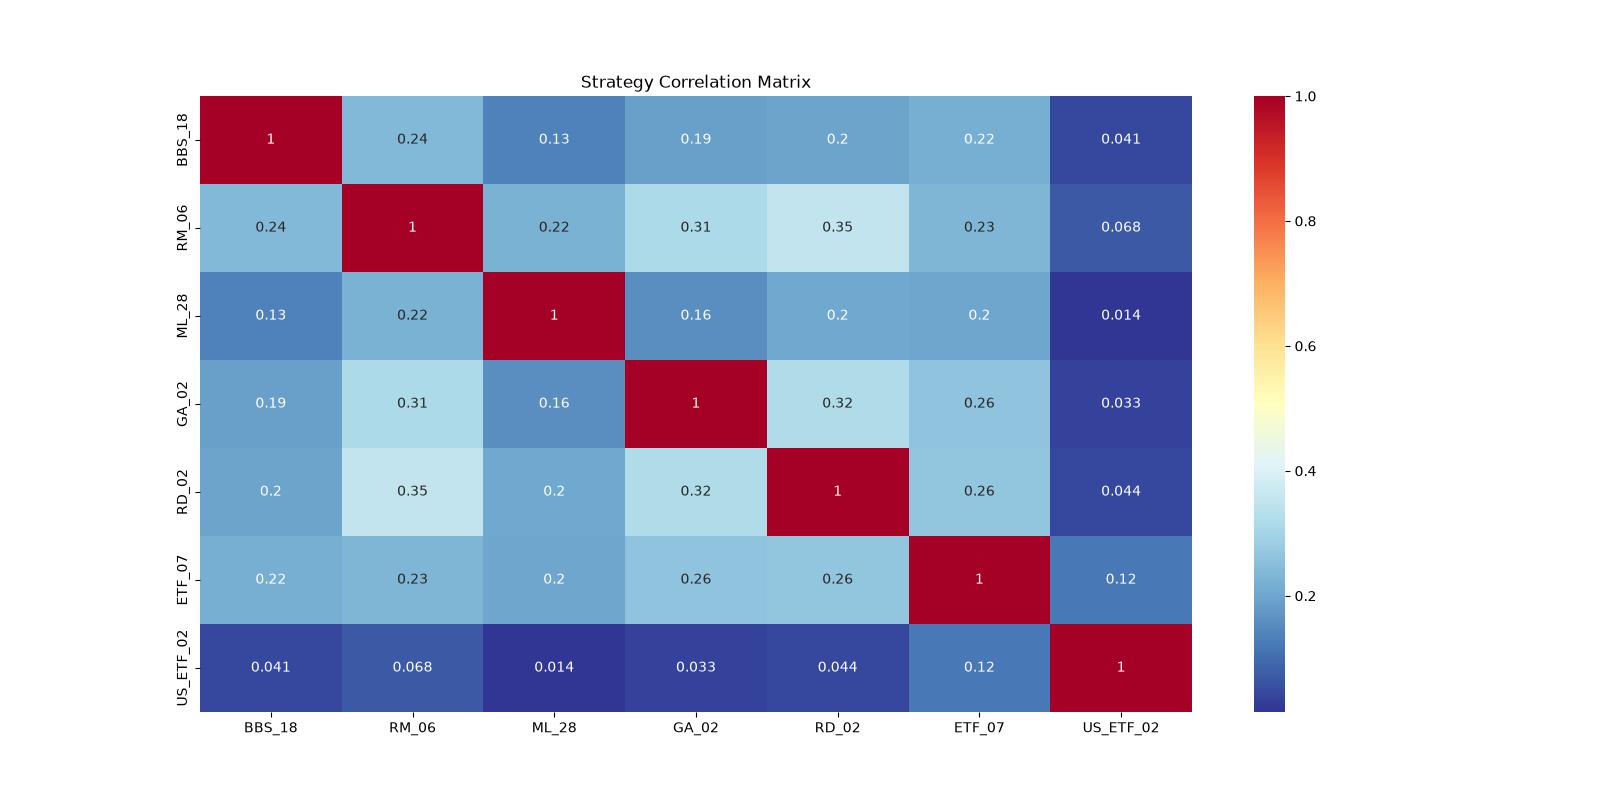 Strategy Correlation Matrix
BBS_18 1 0.24 0.13 0.19 0.2 0.22 0.041
RM_06 0.24 1 0.22 0.31 0.35 0.23 0.068
ML_28 0.13 0.22 1 0.16 0.2 0.2 0.014
GA_02 0.19 0.31 0.16 1 0.32 0.26 0.033
RD_02 0.2 0.35 0.2 0.32 1 0.26 0.044
ETF_07 0.22 0.23 0.2 0.26 0.26 1 0.12
US_ETF_02 0.041 0.068 0.014 0.033 0.044 0.12 1
BBS_18 RM_06 ML_28 GA_02 RD_02 ETF_07 US_ETF_02
1.0
0.8
0.6
0.4
0.2